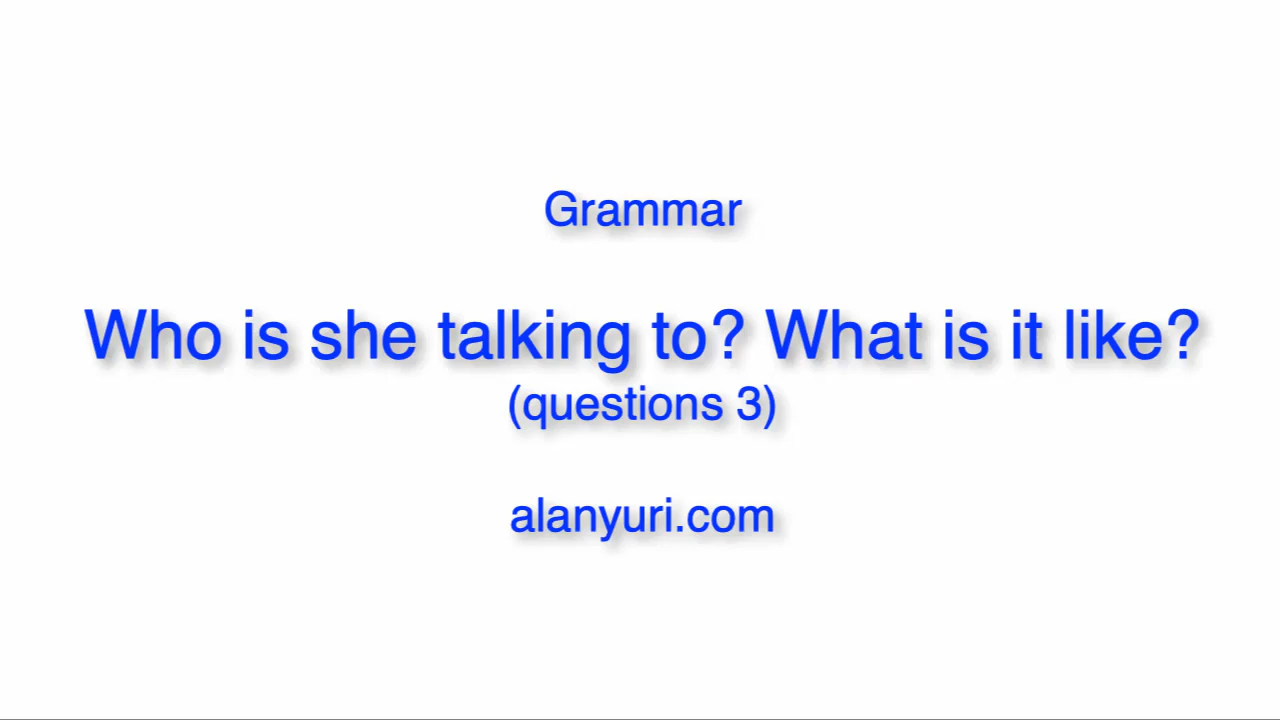 Grammar
Who is she talking to? What is it like?
(questions 3)
alanyuri.com